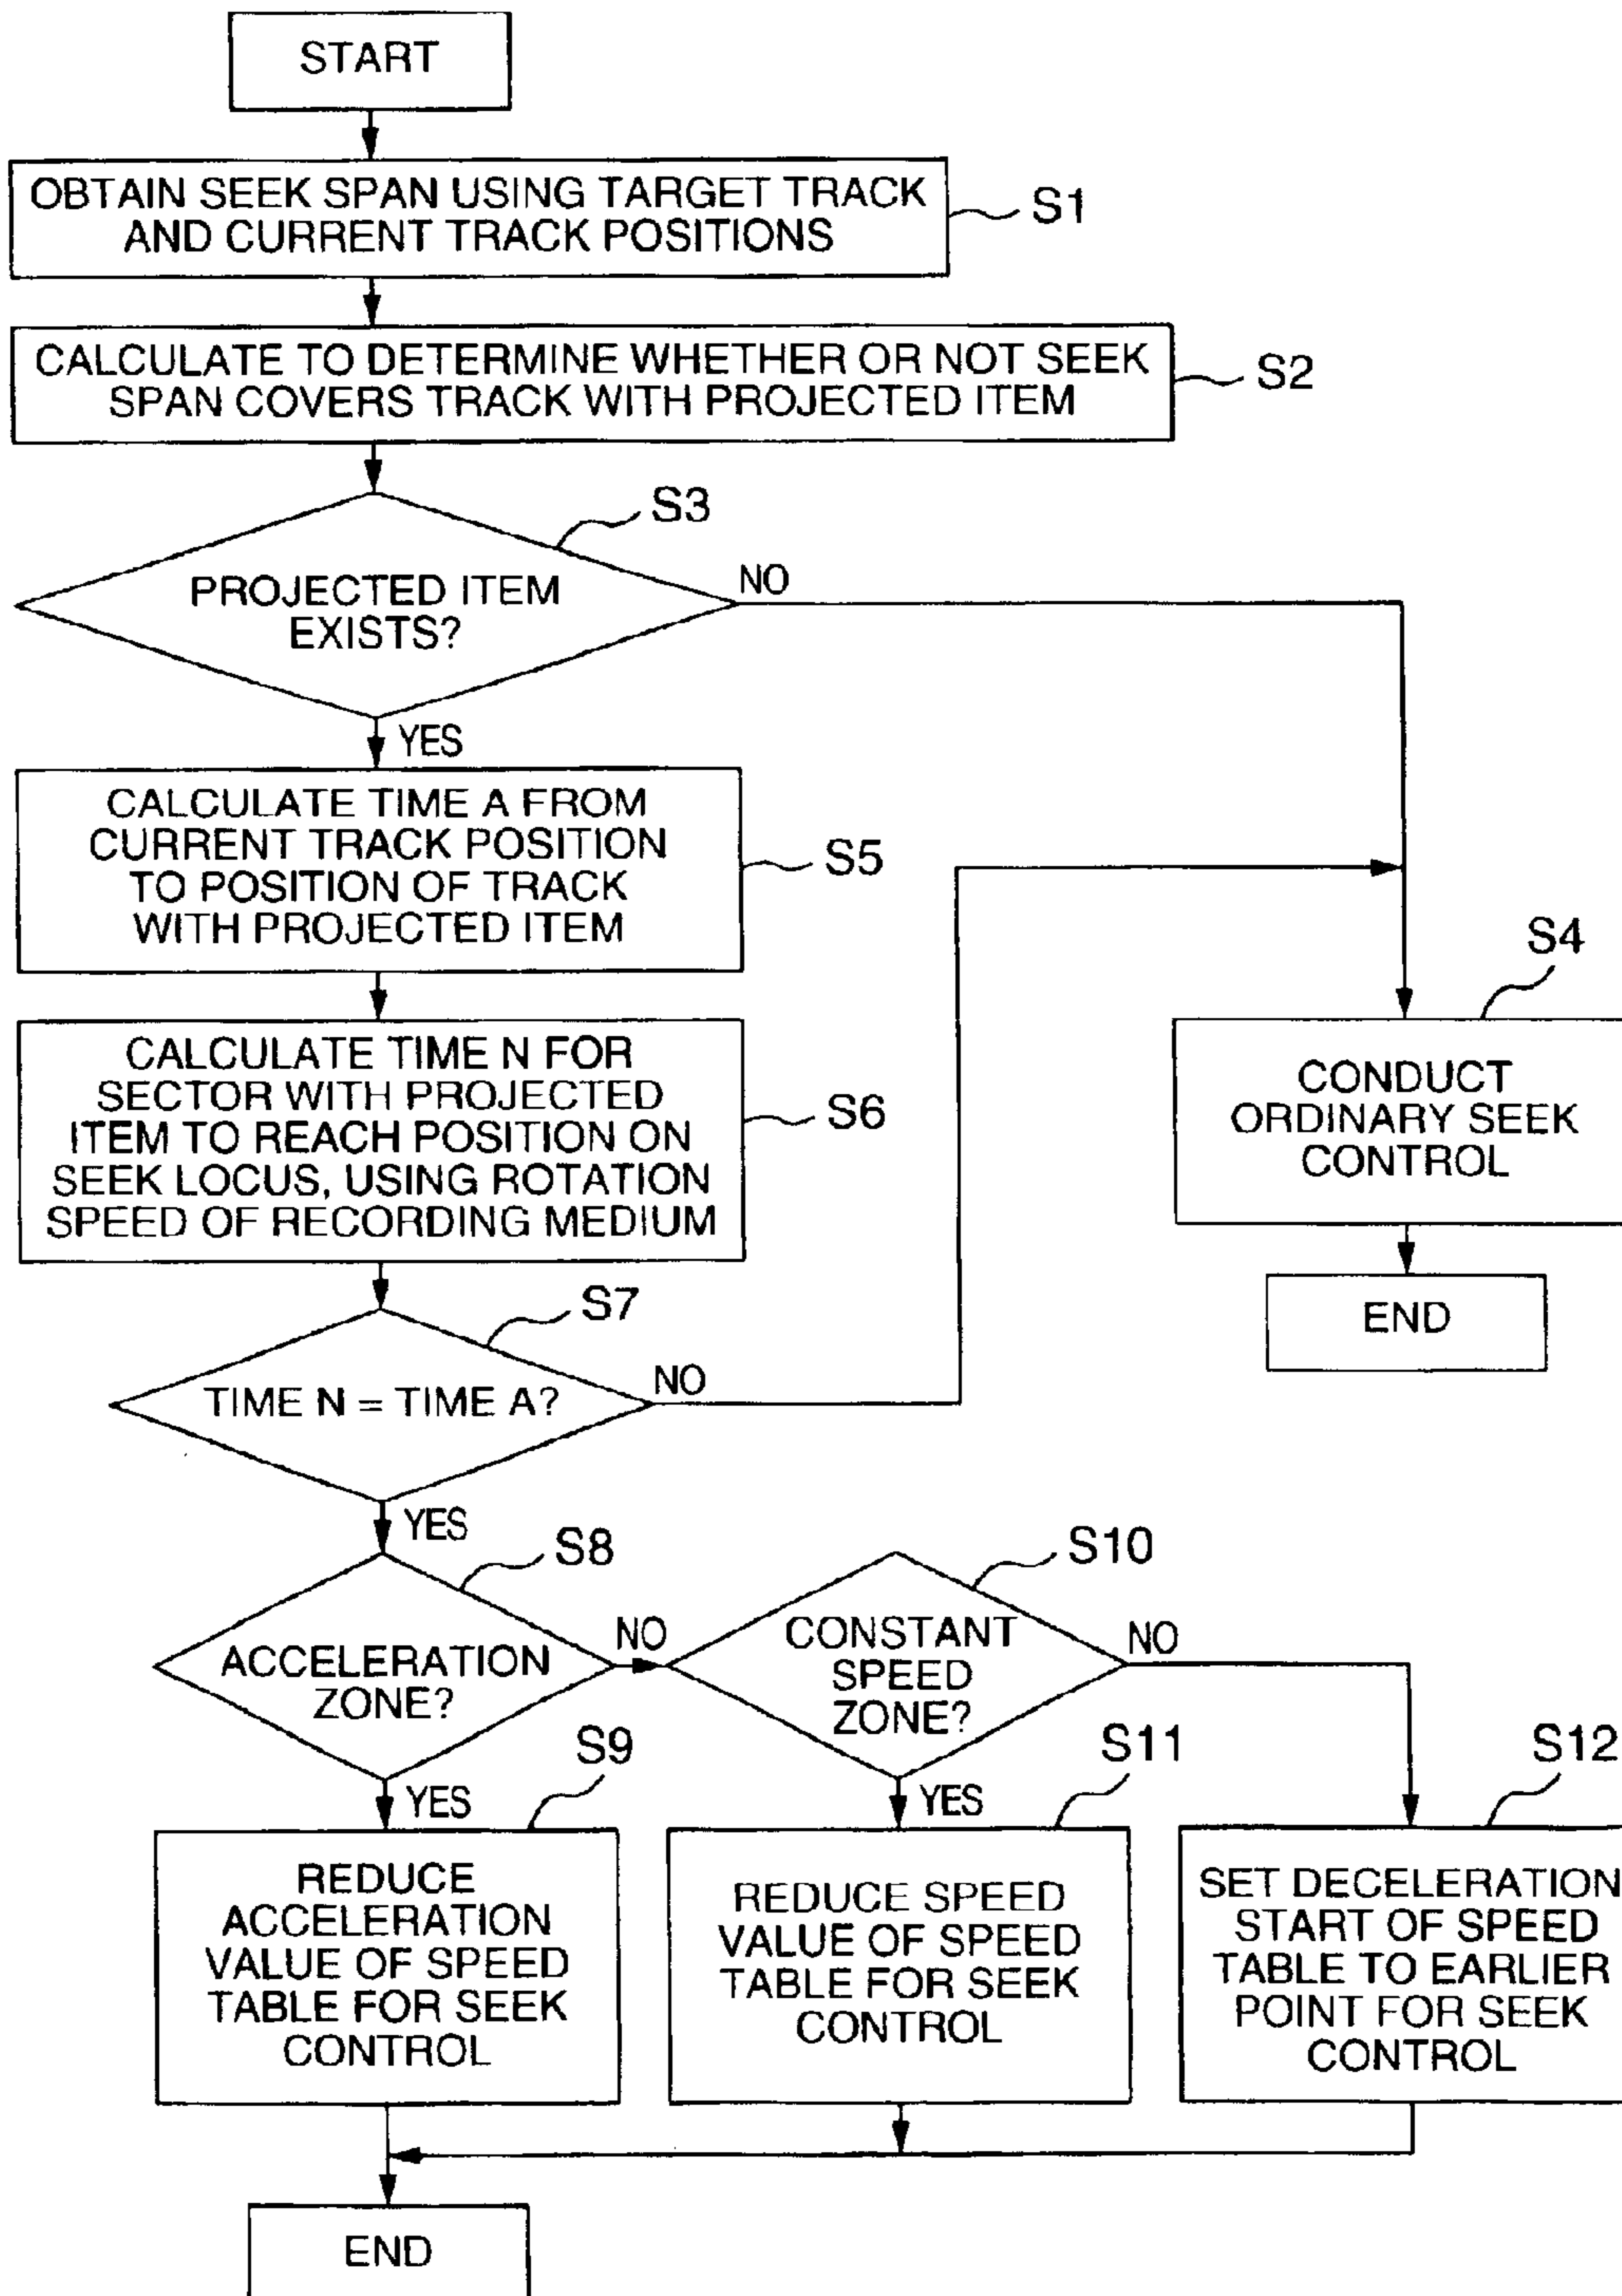 START
OBTAIN SEEK SPAN USING TARGET TRACK
AND CURRENT TRACK POSITIONS
S1
CALCULATE TO DETERMINE WHETHER OR NOT SEEK
SPAN COVERS TRACK WITH PROJECTED ITEM
S2
S3
PROJECTED ITEM
EXISTS?
NO
YES
CALCULATE TIME A FROM
CURRENT TRACK POSITION
TO POSITION OF TRACK
WITH PROJECTED ITEM
S5
S4
CONDUCT
ORDINARY SEEK
CONTROL
END
CALCULATE TIME N FOR
SECTOR WITH PROJECTED
ITEM TO REACH POSITION ON
SEEK LOCUS, USING ROTATION
SPEED OF RECORDING MEDIUM
S6
S7
TIME N = TIME A?
NO
YES
S8
ACCELERATION
ZONE?
NO
YES
S10
CONSTANT
SPEED
ZONE?
NO
YES
S9
REDUCE
ACCELERATION
VALUE OF SPEED
TABLE FOR SEEK
CONTROL
S11
REDUCE SPEED
VALUE OF SPEED
TABLE FOR SEEK
CONTROL
S12
SET DECELERATION
START OF SPEED
TABLE TO EARLIER
POINT FOR SEEK
CONTROL
END